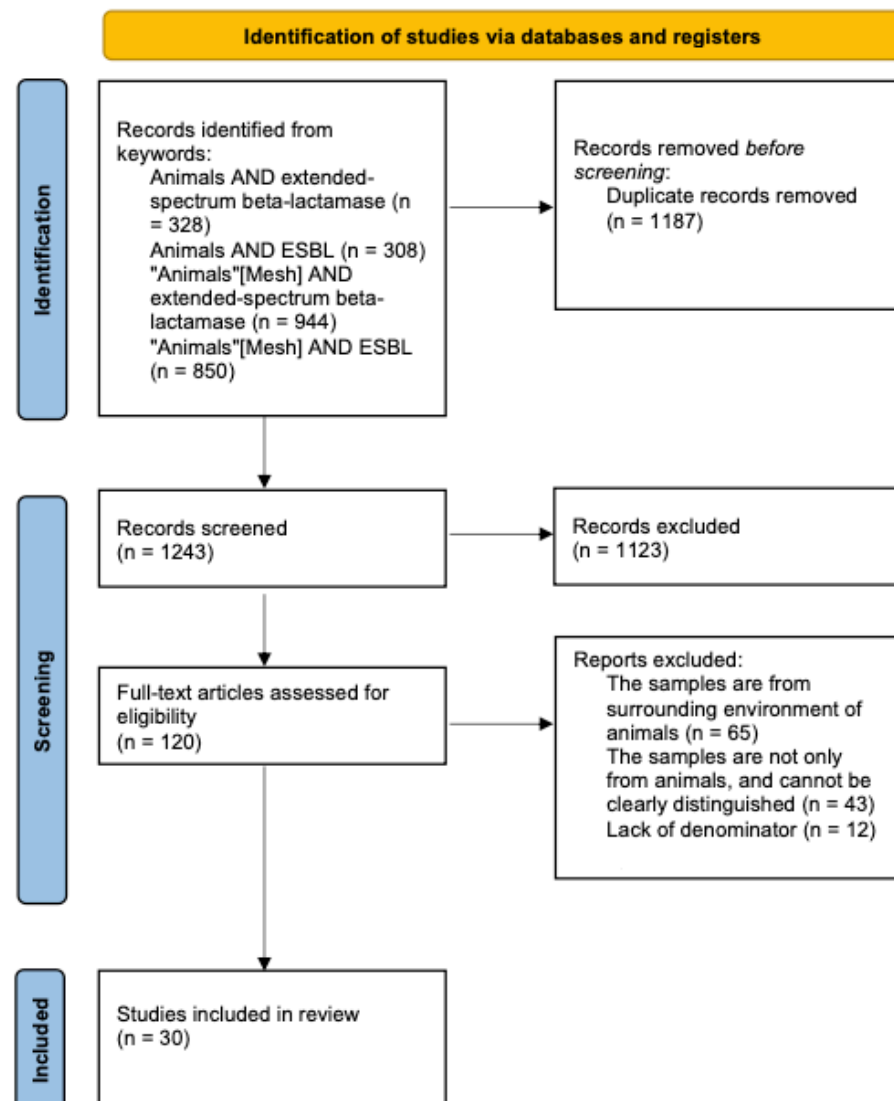 Identification of studies via databases and registers
Identification
Records identified from
keywords:
Animals AND extended-
spectrum beta-lactamase (n
= 328)
Animals AND ESBL (n = 308)
"Animals"[Mesh] AND
extended-spectrum beta-
lactamase (n = 944)
"Animals"[Mesh] AND ESBL
(n = 850)
Records removed before
screening:
Duplicate records removed
(n = 1187)
Screening
Records screened
(n = 1243)
Records excluded
(n = 1123)
Full-text articles assessed for
eligibility
(n = 120)
Reports excluded:
The samples are from
surrounding environment of
animals (n = 65)
The samples are not only
from animals, and cannot be
clearly distinguished (n = 43)
Lack of denominator (n = 12)
Included
Studies included in review
(n = 30)